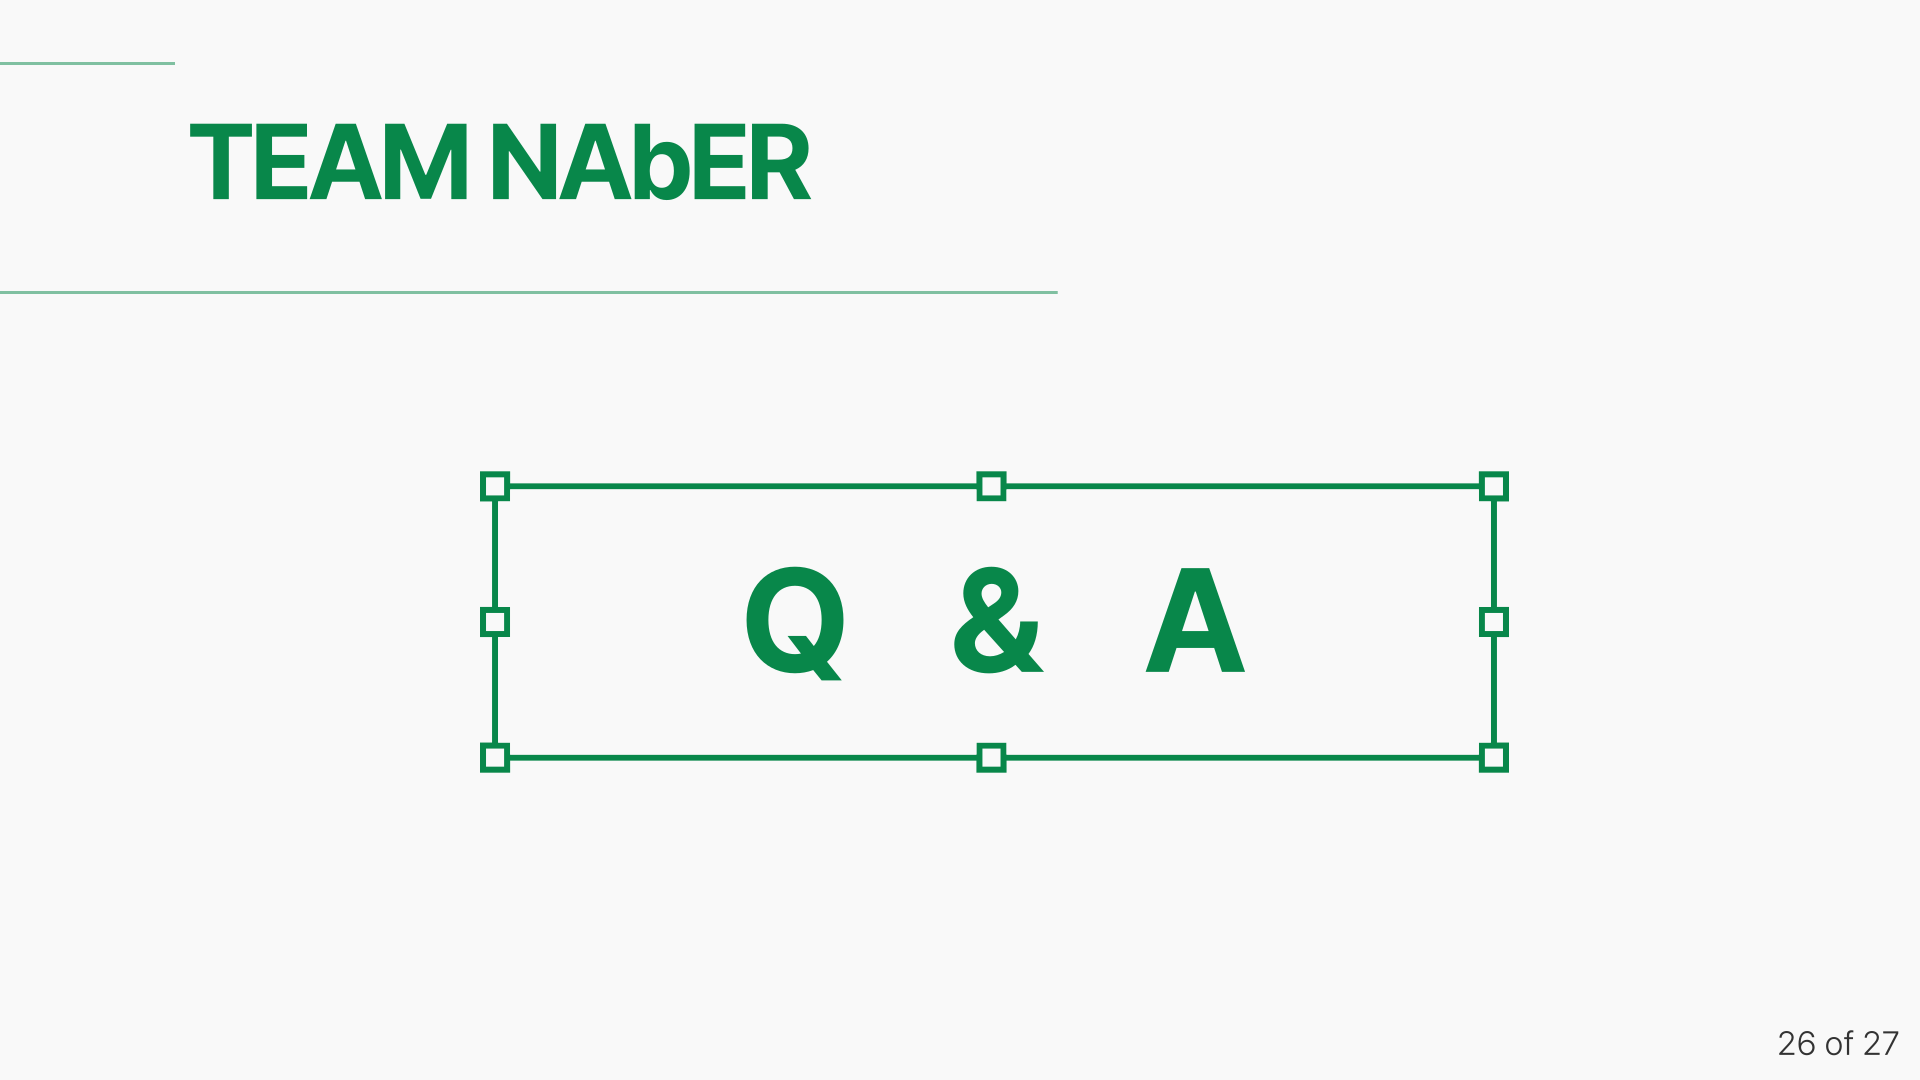 TEAM NAbER
Q & A
26 of 27